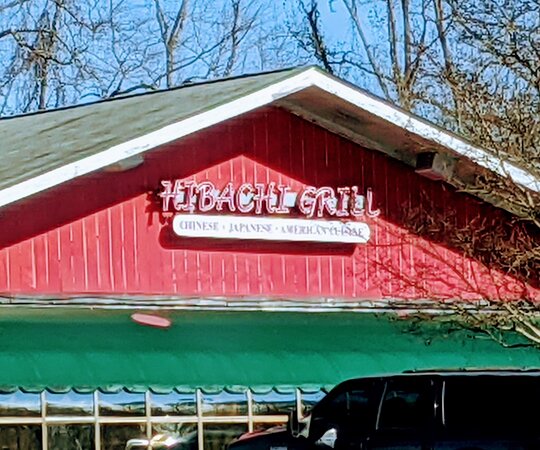 HIBACHI GRILL
CHINESE • JAPANESE • AMERICAN CUISINE